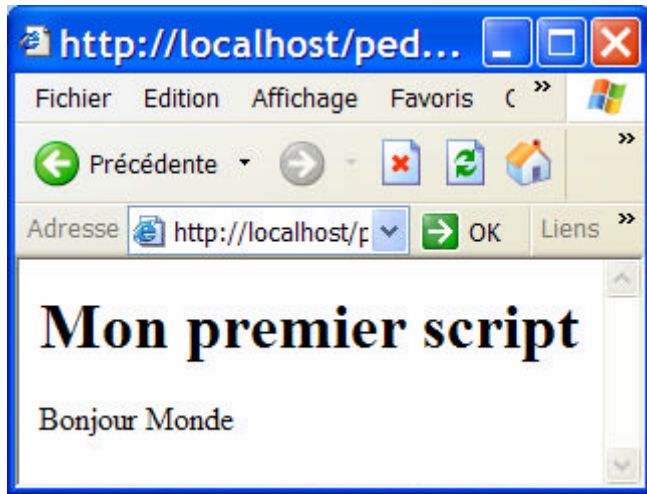 http://localhost/ped...
Fichier Edition Affichage Favoris
Précédente
Adresse http://localhost/p OK Liens
Mon premier script
Bonjour Monde